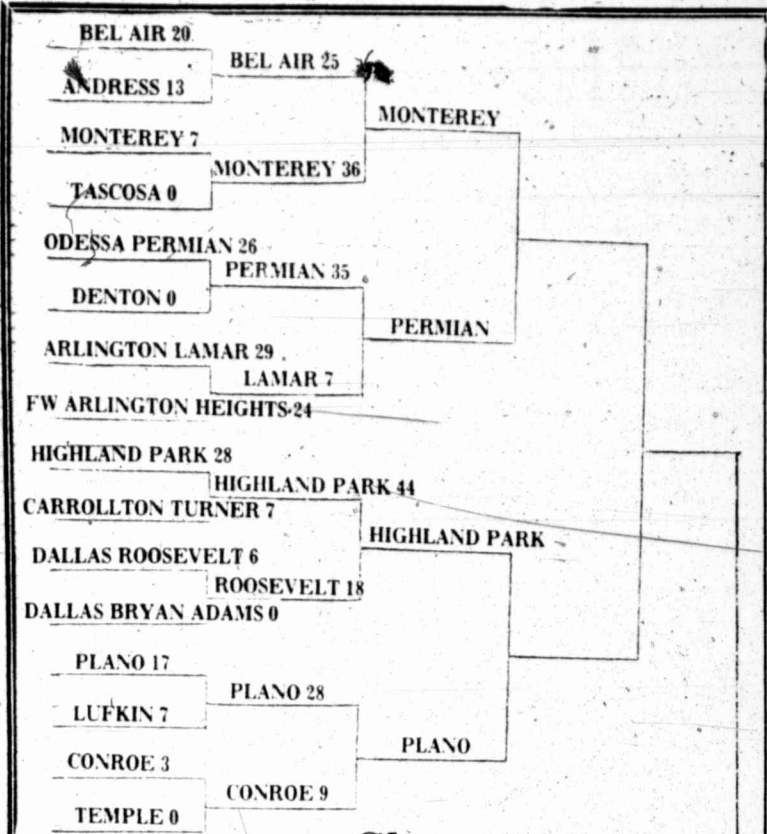 BEL AIR 20
BEL AIR 25
ANDRESS 13
MONTEREY
MONTEREY 7
MONTEREY 36
TASCOSA 0
ODESSA PERMIAN 26
PERMIAN 35
DENTON 0
PERMIAN
ARLINGTON LAMAR 29
LAMAR 7
FW ARLINGTON HEIGHTS 24
HIGHLAND PARK 28
HIGHLAND PARK 44
CARROLLTON TURNER 7
HIGHLAND PARK
DALLAS ROOSEVELT 6
ROOSEVELT 18
DALLAS BRYAN ADAMS 0
PLANO 17
PLANO 28
LUFKIN 7
PLANO
CONROE 3
CONROE 9
TEMPLE 0